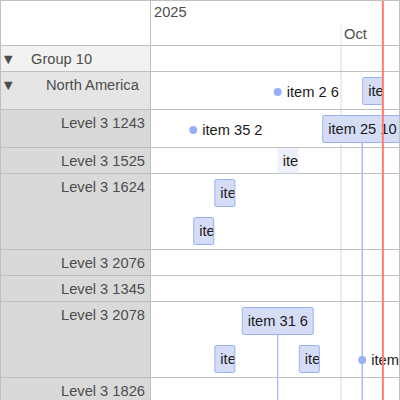 2025
Oct
▼ Group 10
▼ North America
item 2 6
ite
Level 3 1243
item 35 2
item 25 10
Level 3 1525
ite
Level 3 1624
ite
ite
Level 3 2076
Level 3 1345
Level 3 2078
item 31 6
ite
ite
item
Level 3 1826